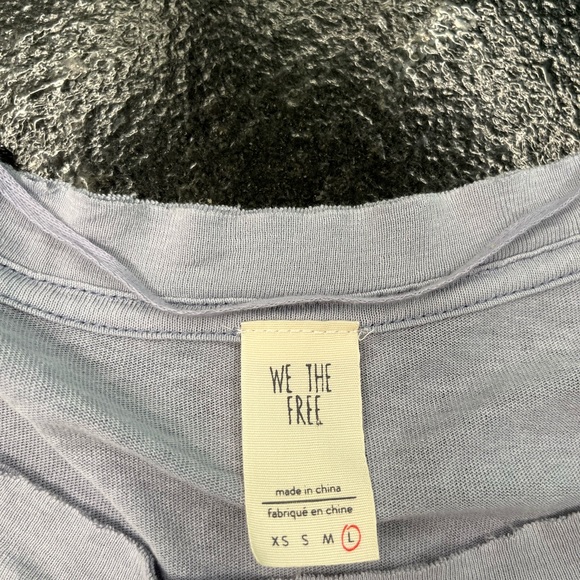 WE THE
FREE
made in china
fabriqué en chine
XS S M L